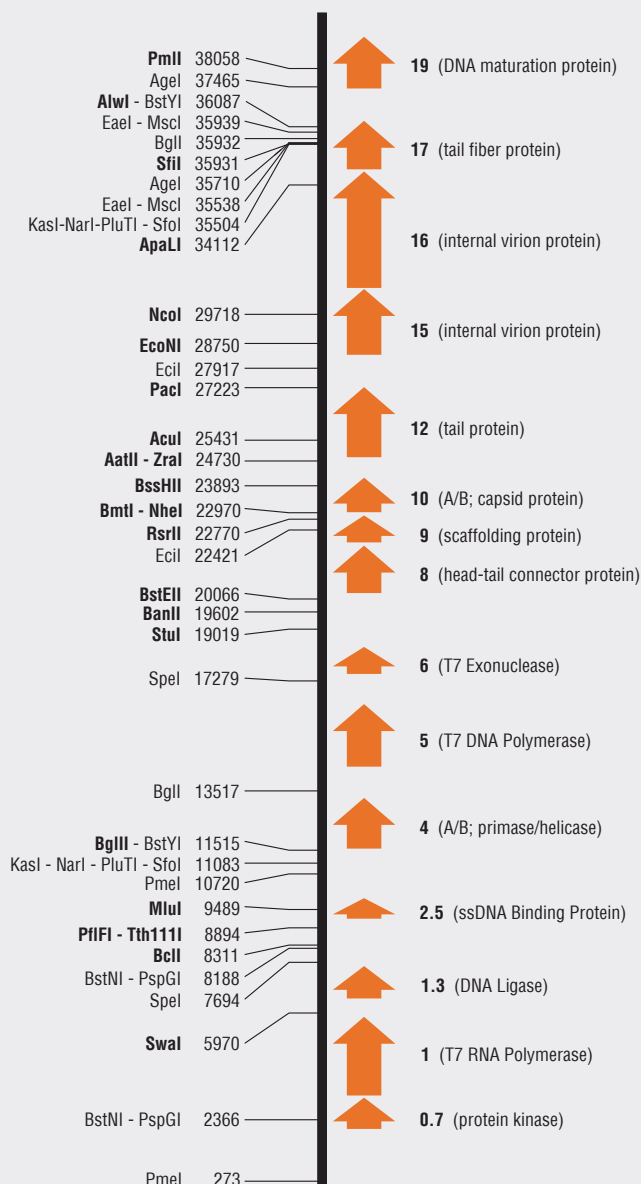 PmlI 38058
AgeI 37465
AlwI - BstYI 36087
EaeI - MscI 35939
BglI 35932
SfiI 35931
AgeI 35710
EaeI - MscI 35538
KasI-NarI-PluTI - SfoI 35504
ApaLI 34112
NcoI 29718
EcoNI 28750
EciI 27917
PacI 27223
AcuI 25431
AatII - ZraI 24730
BssHII 23893
BmtI - NheI 22970
RsrII 22770
EciI 22421
BstEII 20066
BanII 19602
StuI 19019
SpeI 17279
BglI 13517
BglII - BstYI 11515
KasI - NarI - PluTI - SfoI 11083
PmeI 10720
MluI 9489
PflFI - Tth111I 8894
BclI 8311
BstNI - PspGI 8188
SpeI 7694
SwaI 5970
BstNI - PspGI 2366
PmeI 273
19 (DNA maturation protein)
17 (tail fiber protein)
16 (internal virion protein)
15 (internal virion protein)
12 (tail protein)
10 (A/B; capsid protein)
9 (scaffolding protein)
8 (head-tail connector protein)
6 (T7 Exonuclease)
5 (T7 DNA Polymerase)
4 (A/B; primase/helicase)
2.5 (ssDNA Binding Protein)
1.3 (DNA Ligase)
1 (T7 RNA Polymerase)
0.7 (protein kinase)